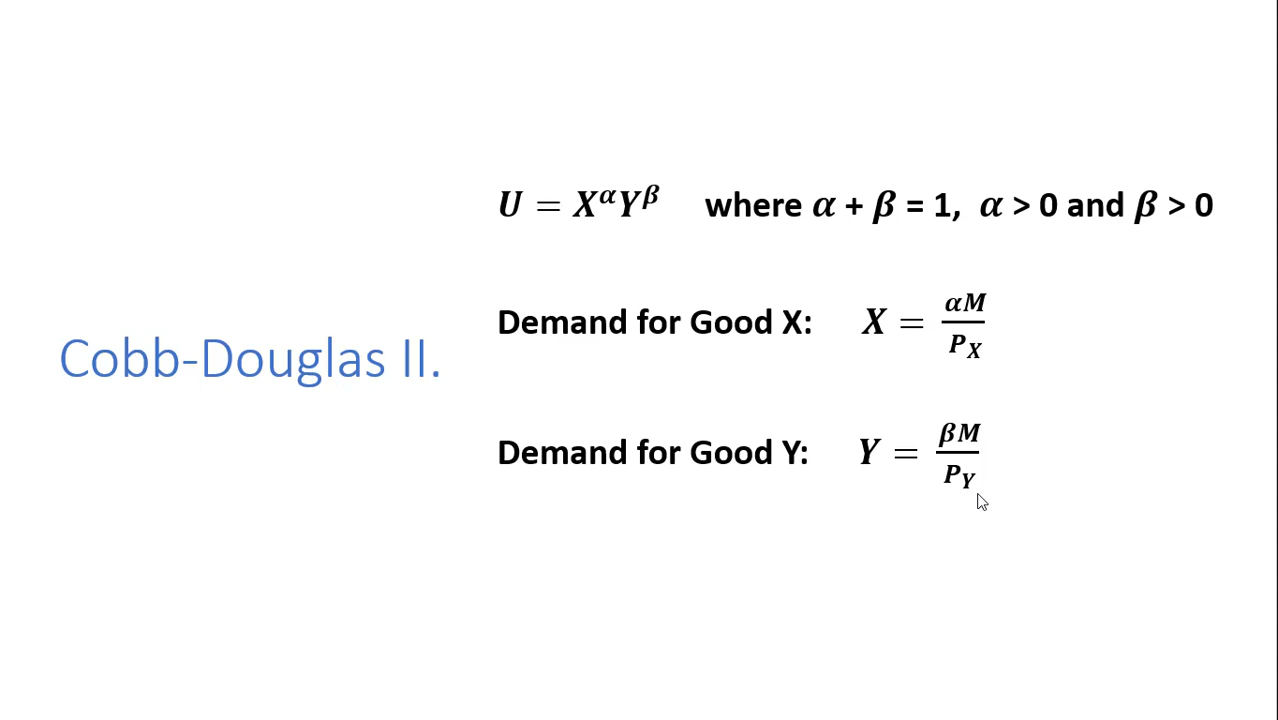 Cobb-Douglas II.
U = X^α Y^β where α + β = 1, α > 0 and β > 0
Demand for Good X: X = αM / P_X
Demand for Good Y: Y = βM / P_Y